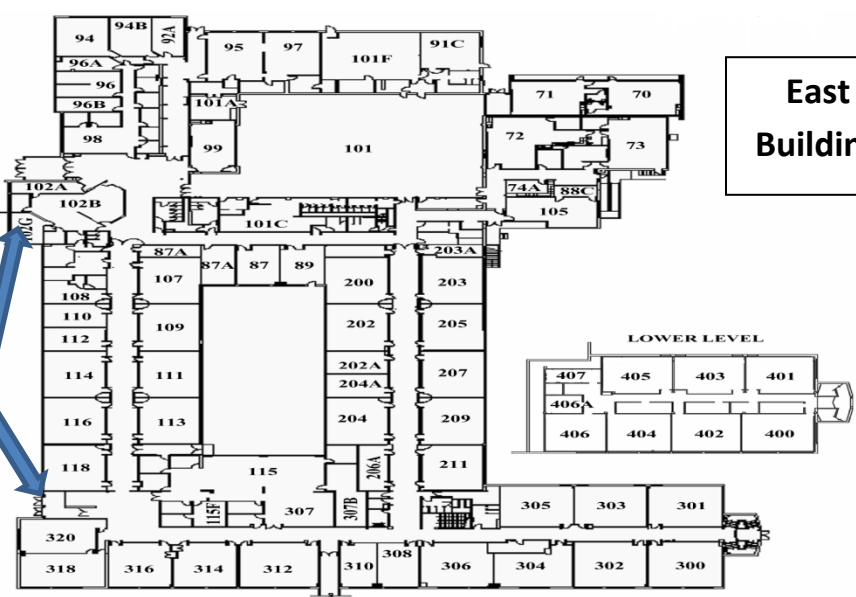 94
94B
92A
95
97
101F
91C
96A
96
96B
98
101A
99
101
71
70
72
73
74A
88C
105
East
Buildin
102A
102B
102G
101C
87A
87A
87
89
203A
107
108
110
112
109
114
111
116
113
118
200
202
202A
204A
204
206A
203
205
207
209
211
LOWER LEVEL
407
405
403
401
406A
406
404
402
400
115
115F
307
307B
305
303
301
320
318
316
314
312
310
308
306
304
302
300